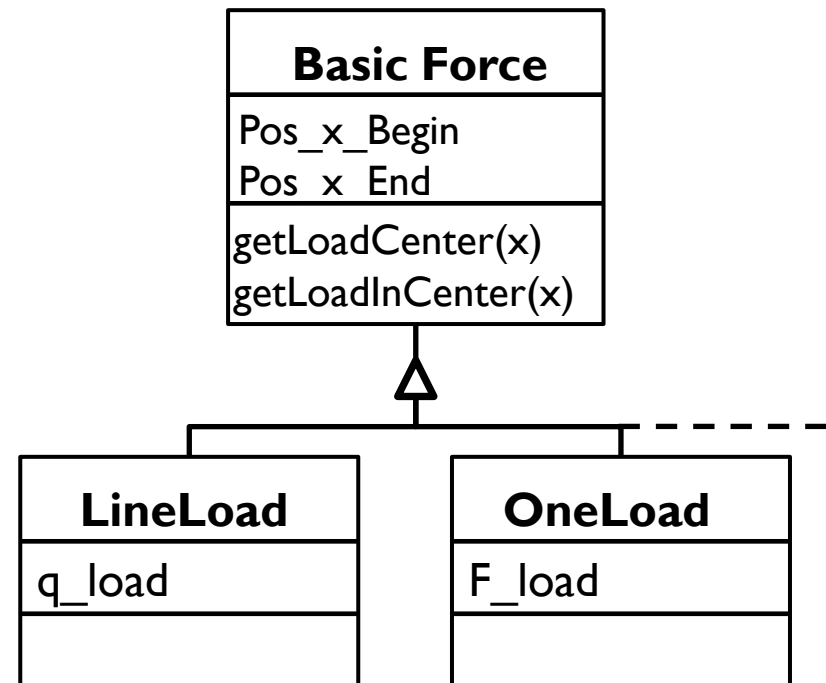 Basic Force
Pos_x_Begin
Pos_x_End
getLoadCenter(x)
getLoadInCenter(x)
LineLoad
q_load
OneLoad
F_load